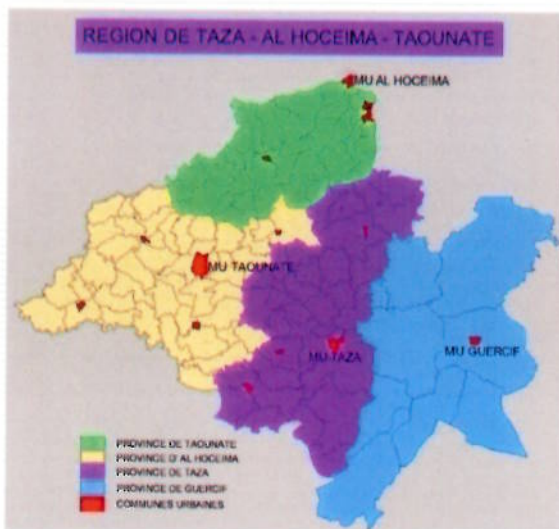 REGION DE TAZA - AL HOCEIMA - TAOUNATE
MU AL HOCEIMA
MU TAOUNATE
MU TAZA
MU GUERCIF
PROVINCE DE TAOUNATE
PROVINCE D'AL HOCEIMA
PROVINCE DE TAZA
PROVINCE DE GUERCIF
COMMUNES URBAINES